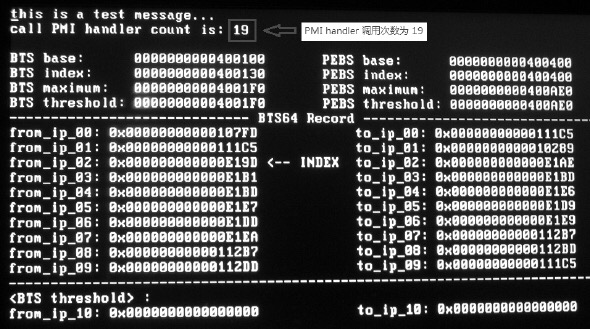 this is a test message...
call PMI handler count is: 19 PMI handler 调用次数为 19
BTS base: 0000000000400100 PEBS base: 0000000000400400
BTS index: 0000000000400130 PEBS index: 0000000000400400
BTS maximum: 00000000004001F0 PEBS maximum: 0000000000400AE0
BTS threshold: 00000000004001F0 PEBS threshold: 0000000000400AE0
BTS64 Record
from_ip_00: 0x00000000000107FD to_ip_00: 0x00000000000111C5
from_ip_01: 0x00000000000111C5 to_ip_01: 0x0000000000010289
from_ip_02: 0x000000000000E19D <-- INDEX to_ip_02: 0x000000000000E1AE
from_ip_03: 0x000000000000E1B1 to_ip_03: 0x000000000000E1BD
from_ip_04: 0x000000000000E1BD to_ip_04: 0x000000000000E1E6
from_ip_05: 0x000000000000E1E7 to_ip_05: 0x000000000000E1D9
from_ip_06: 0x000000000000E1DD to_ip_06: 0x000000000000E1E9
from_ip_07: 0x000000000000E1EA to_ip_07: 0x00000000000112B7
from_ip_08: 0x00000000000112B7 to_ip_08: 0x00000000000112BD
from_ip_09: 0x00000000000112DD to_ip_09: 0x00000000000111C5
<BTS threshold> :
from_ip_10: 0x0000000000000000 to_ip_10: 0x0000000000000000